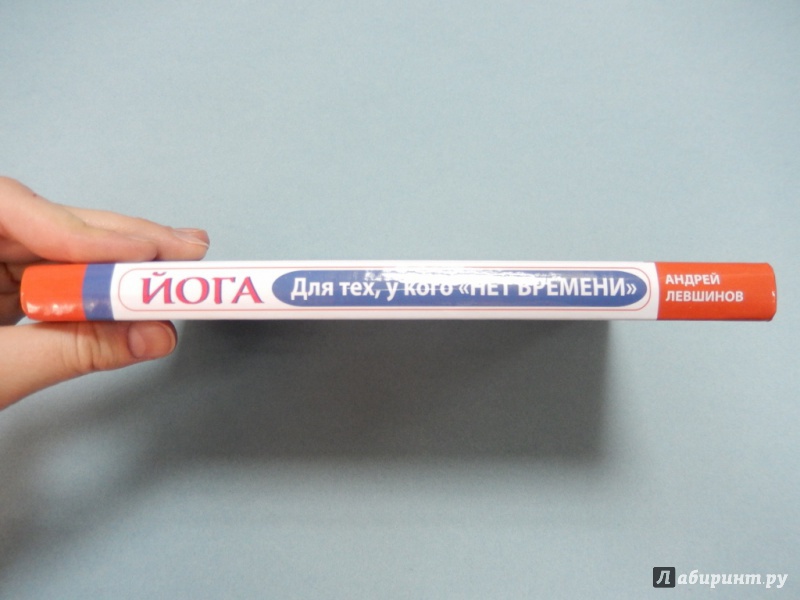 ЙОГА Для тех, у кого «НЕТ ВРЕМЕНИ»
АНДРЕЙ
ЛЕВШИНОВ
Лабиринт.ру